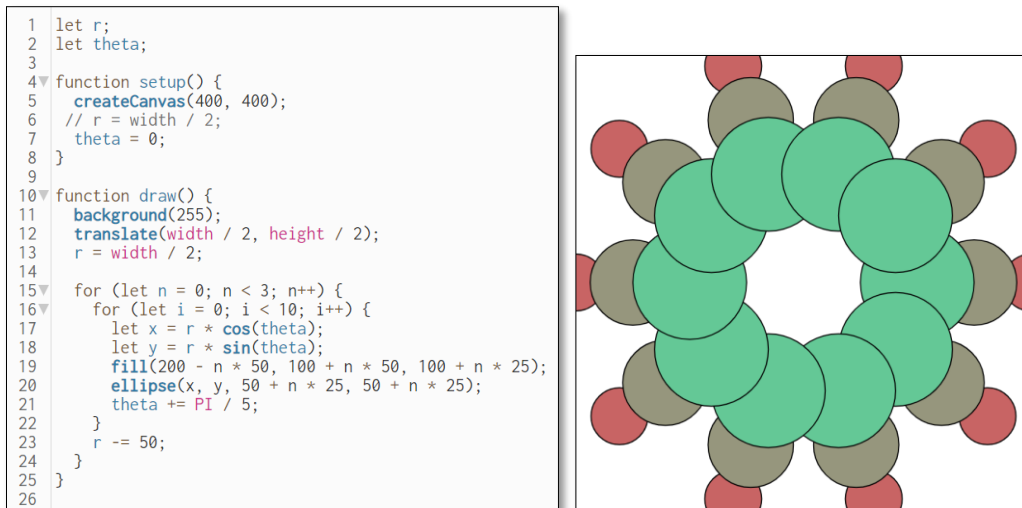 1 let r;
2 let theta;
3
4 function setup() {
5   createCanvas(400, 400);
6  // r = width / 2;
7   theta = 0;
8 }
9
10 function draw() {
11   background(255);
12   translate(width / 2, height / 2);
13   r = width / 2;
14
15   for (let n = 0; n < 3; n++) {
16     for (let i = 0; i < 10; i++) {
17       let x = r * cos(theta);
18       let y = r * sin(theta);
19       fill(200 - n * 50, 100 + n * 50, 100 + n * 25);
20       ellipse(x, y, 50 + n * 25, 50 + n * 25);
21       theta += PI / 5;
22     }
23     r -= 50;
24   }
25 }
26